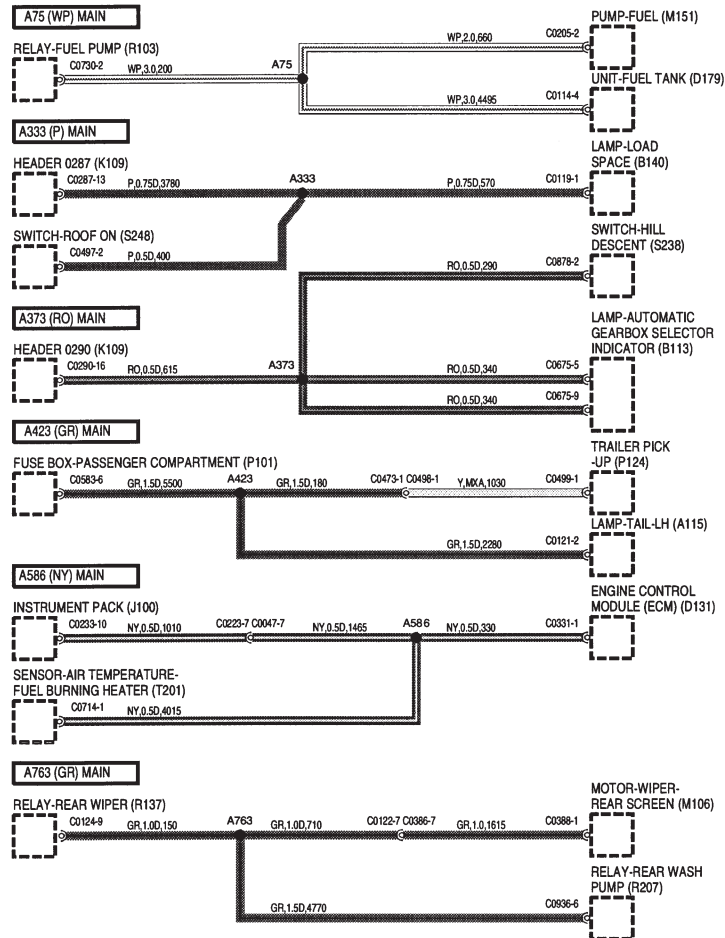 A75 (WP) MAIN
PUMP-FUEL (M151)
RELAY-FUEL PUMP (R103)
C0730-2
WP,3.0,200
A75
WP,2.0,660
C0205-2
UNIT-FUEL TANK (D179)
WP,3.0,4495
C0114-4
A333 (P) MAIN
HEADER 0287 (K109)
C0287-13
P,0.75D,3780
A333
P,0.75D,570
C0119-1
LAMP-LOAD
SPACE (B140)
SWITCH-ROOF ON (S248)
C0497-2
P,0.5D,400
SWITCH-HILL
DESCENT (S238)
RO,0.5D,290
C0878-2
A373 (RO) MAIN
HEADER 0290 (K109)
C0290-16
RO,0.5D,615
A373
LAMP-AUTOMATIC
GEARBOX SELECTOR
INDICATOR (B113)
RO,0.5D,340
C0675-5
RO,0.5D,340
C0675-9
A423 (GR) MAIN
FUSE BOX-PASSENGER COMPARTMENT (P101)
C0583-6
GR,1.5D,5500
A423
GR,1.5D,180
C0473-1 C0498-1
Y,MXA,1030
C0499-1
TRAILER PICK
-UP (P124)
LAMP-TAIL-LH (A115)
GR,1.5D,2280
C0121-2
A586 (NY) MAIN
INSTRUMENT PACK (J100)
C0233-10
NY,0.5D,1010
C0223-7 C0047-7
NY,0.5D,1465
A586
NY,0.5D,330
C0331-1
ENGINE CONTROL
MODULE (ECM) (D131)
SENSOR-AIR TEMPERATURE-
FUEL BURNING HEATER (T201)
C0714-1
NY,0.5D,4015
A763 (GR) MAIN
RELAY-REAR WIPER (R137)
C0124-9
GR,1.0D,150
A763
GR,1.0D,710
C0122-7 C0386-7
GR,1.0,1615
C0388-1
MOTOR-WIPER-
REAR SCREEN (M106)
RELAY-REAR WASH
PUMP (R207)
GR,1.5D,4770
C0936-6